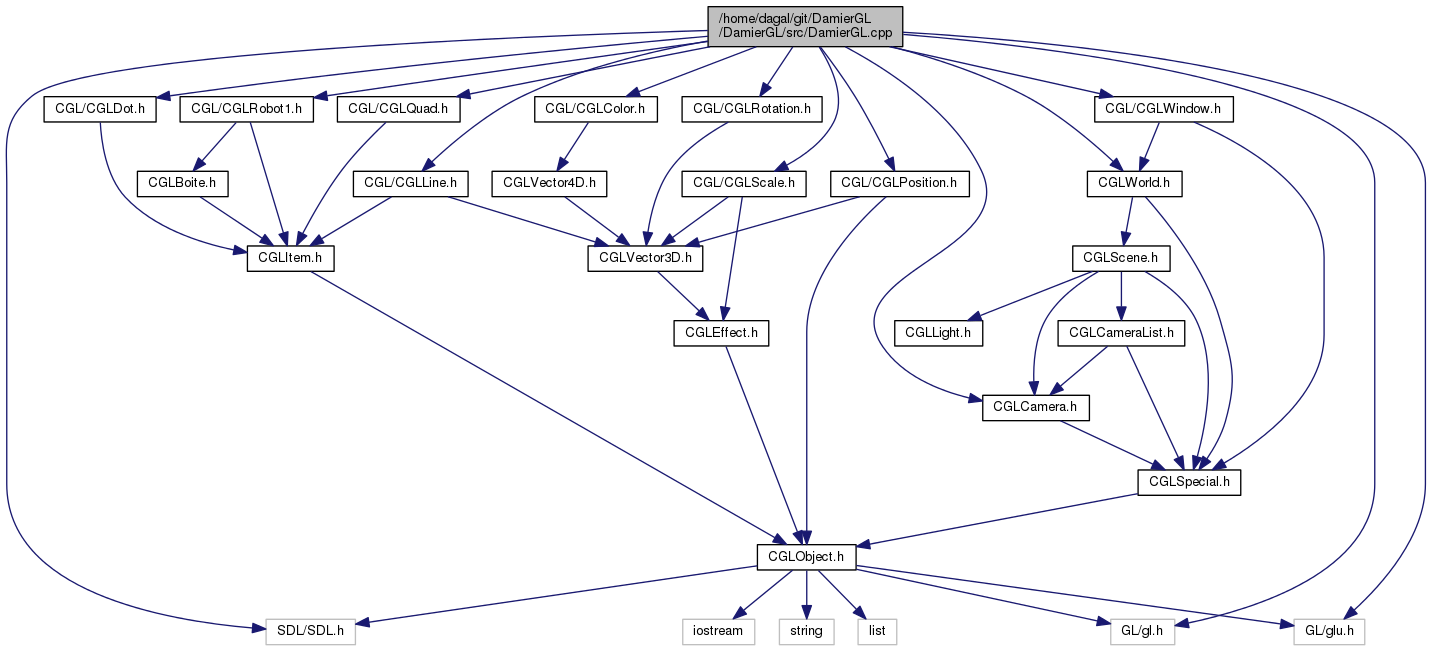 /home/dagal/git/DamierGL
/DamierGL/src/DamierGL.cpp
CGL/CGLDot.h
CGL/CGLRobot1.h
CGL/CGLQuad.h
CGL/CGLColor.h
CGL/CGLRotation.h
CGL/CGLWindow.h
CGLBoite.h
CGL/CGLLine.h
CGLVector4D.h
CGL/CGLScale.h
CGL/CGLPosition.h
CGLWorld.h
CGLItem.h
CGLVector3D.h
CGLScene.h
CGLEffect.h
CGLLight.h
CGLCameraList.h
CGLCamera.h
CGLSpecial.h
CGLObject.h
SDL/SDL.h
iostream
string
list
GL/gl.h
GL/glu.h